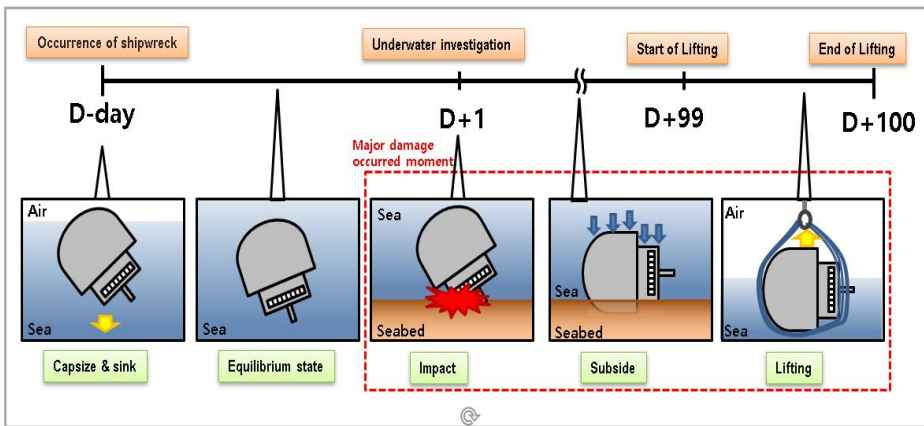 Occurrence of shipwreck
Underwater investigation
Start of Lifting
End of Lifting
D-day
D+1
D+99
D+100
Major damage
occurred moment
Air
Sea
Sea
Sea
Seabed
Sea
Seabed
Air
Sea
Capsize & sink
Equilibrium state
Impact
Subside
Lifting